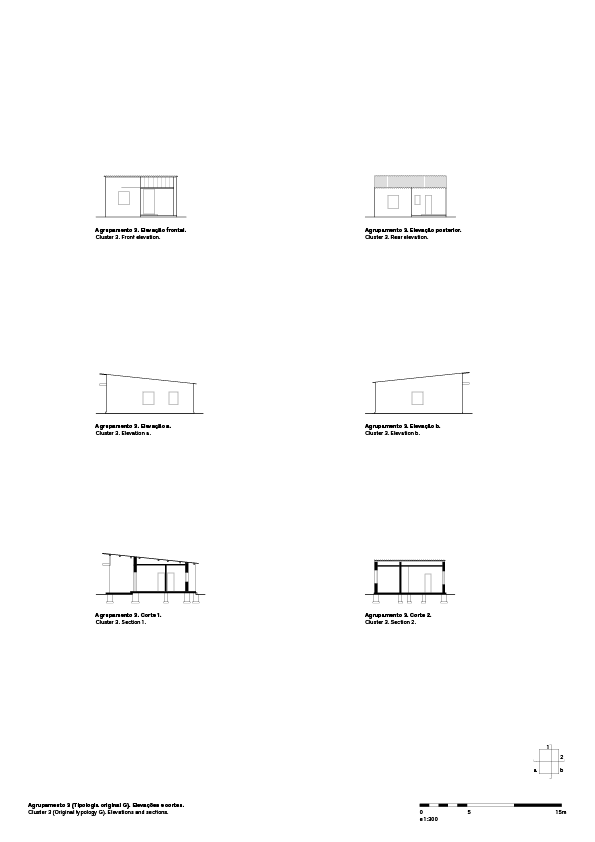 Agrupamento 3. Elevação frontal.
Cluster 3. Front elevation.
Agrupamento 3. Elevação posterior.
Cluster 3. Rear elevation.
Agrupamento 3. Elevação a.
Cluster 3. Elevation a.
Agrupamento 3. Elevação b.
Cluster 3. Elevation b.
Agrupamento 3. Corte 1.
Cluster 3. Section 1.
Agrupamento 3. Corte 2.
Cluster 3. Section 2.
1
2
a b
Agrupamento 3 (Tipologia original G). Elevações e cortes.
Cluster 3 (Original typology G). Elevations and sections.
0 5 15m
e 1:300